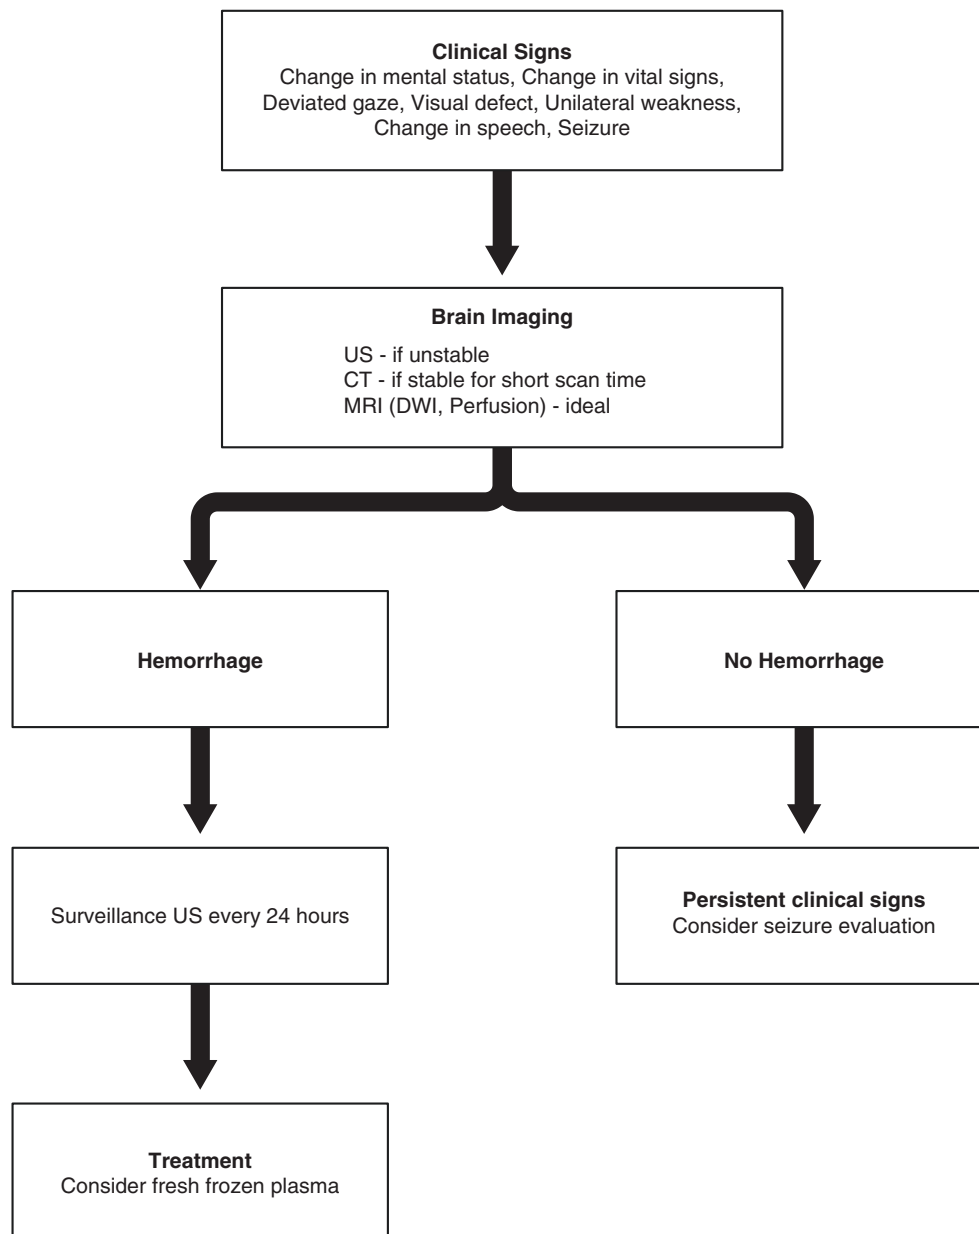 Clinical Signs
Change in mental status, Change in vital signs,
Deviated gaze, Visual defect, Unilateral weakness,
Change in speech, Seizure
Brain Imaging
US - if unstable
CT - if stable for short scan time
MRI (DWI, Perfusion) - ideal
Hemorrhage
No Hemorrhage
Surveillance US every 24 hours
Persistent clinical signs
Consider seizure evaluation
Treatment
Consider fresh frozen plasma